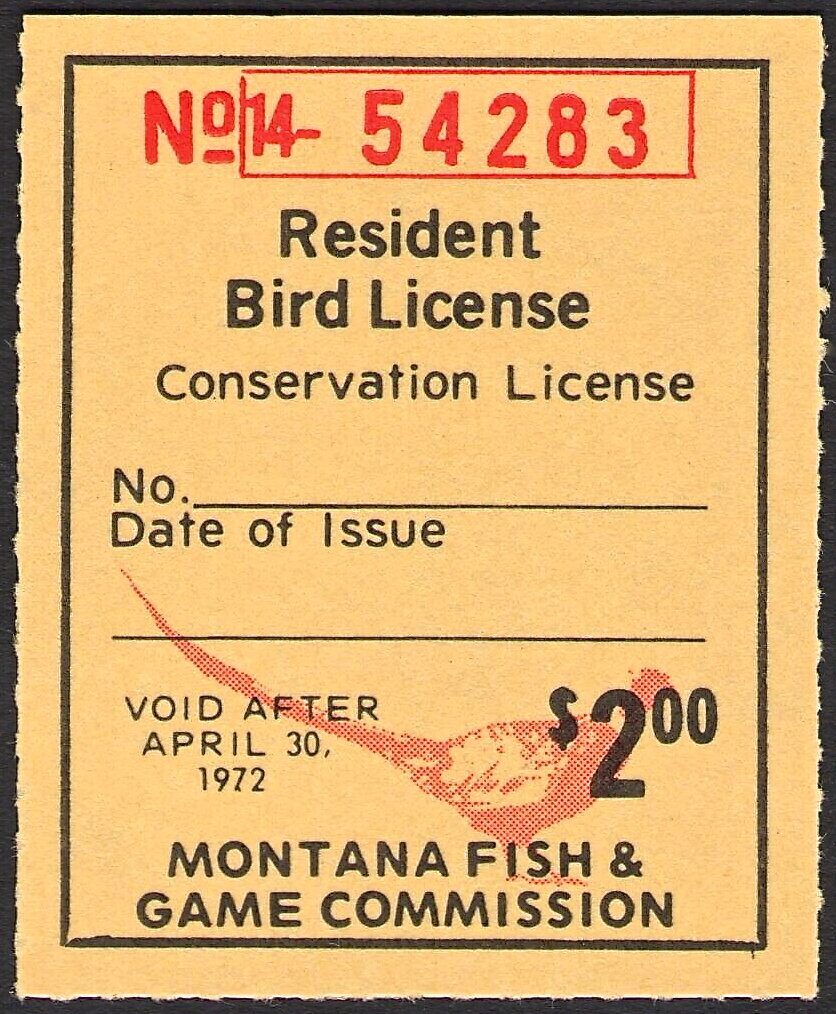 Nº 14- 54283
Resident
Bird License
Conservation License
No.
Date of Issue
VOID AFTER
APRIL 30,
1972
$2.00
MONTANA FISH &
GAME COMMISSION